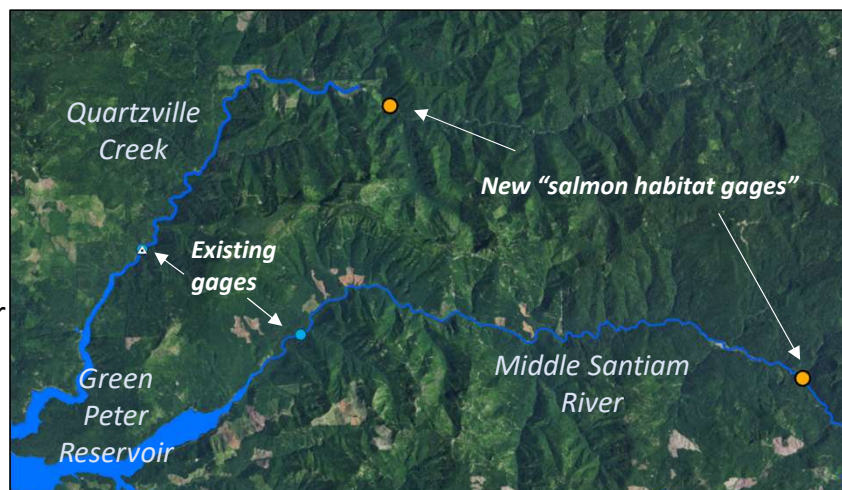 Quartzville
Creek
New “salmon habitat gages”
Existing
gages
r
Middle Santiam
River
Green
Peter
Reservoir